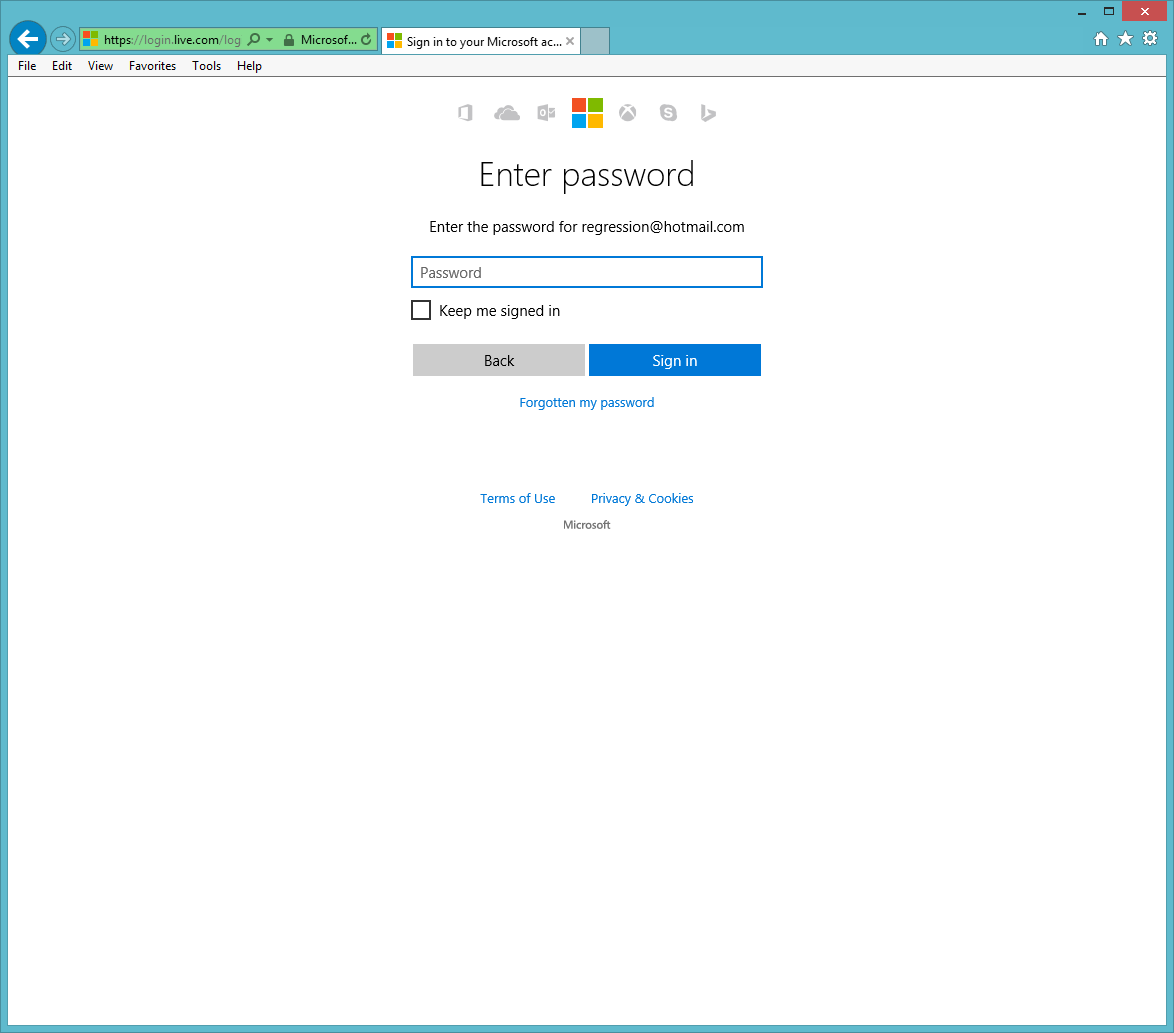 https://login.live.com/log Microsof... Sign in to your Microsoft ac...
File Edit View Favorites Tools Help
Enter password
Enter the password for regression@hotmail.com
Password
Keep me signed in
Back Sign in
Forgotten my password
Terms of Use Privacy & Cookies
Microsoft